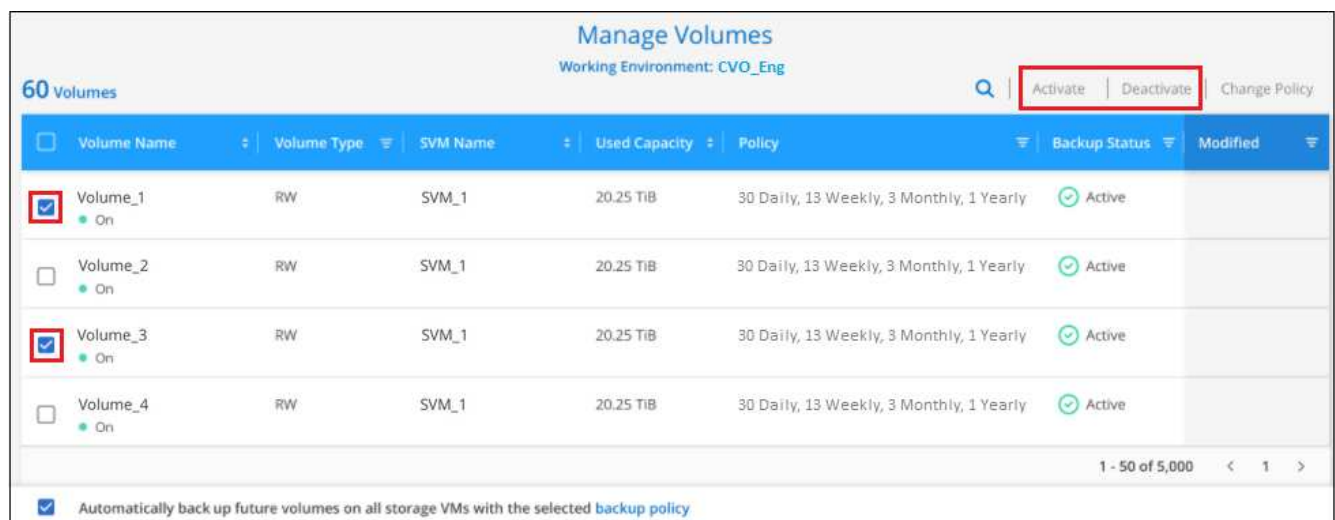 Manage Volumes
Working Environment: CVO_Eng
60 Volumes
Activate | Deactivate | Change Policy
Volume Name Volume Type SVM Name Used Capacity Policy Backup Status Modified
Volume_1 RW SVM_1 20.25 TiB 30 Daily, 13 Weekly, 3 Monthly, 1 Yearly Active
On
Volume_2 RW SVM_1 20.25 TiB 30 Daily, 13 Weekly, 3 Monthly, 1 Yearly Active
On
Volume_3 RW SVM_1 20.25 TiB 30 Daily, 13 Weekly, 3 Monthly, 1 Yearly Active
On
Volume_4 RW SVM_1 20.25 TiB 30 Daily, 13 Weekly, 3 Monthly, 1 Yearly Active
On
1 - 50 of 5,000 < 1 >
Automatically back up future volumes on all storage VMs with the selected backup policy